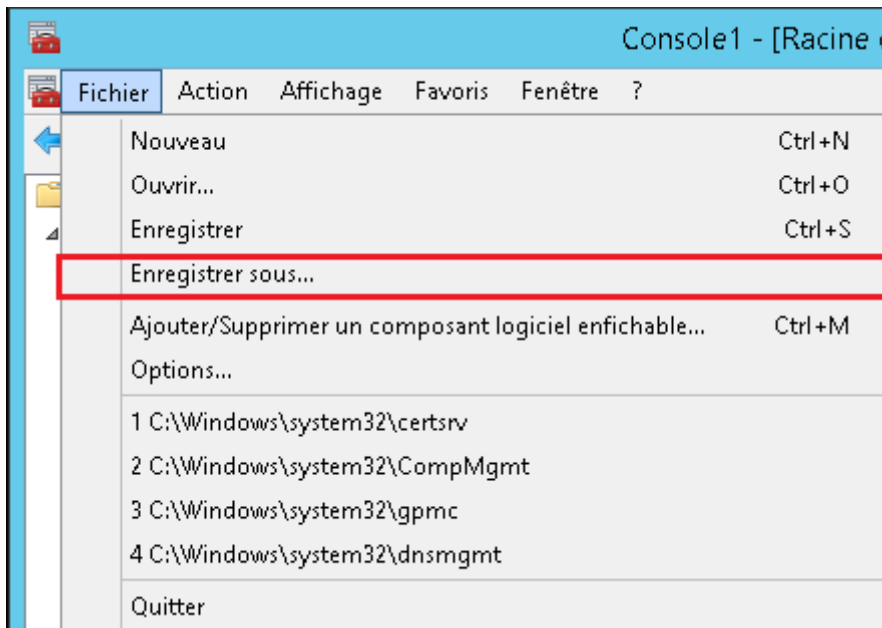 Console1 - [Racine
Fichier Action Affichage Favoris Fenêtre ?
Nouveau Ctrl+N
Ouvrir... Ctrl+O
Enregistrer Ctrl+S
Enregistrer sous...
Ajouter/Supprimer un composant logiciel enfichable... Ctrl+M
Options...
1 C:\Windows\system32\certsrv
2 C:\Windows\system32\CompMgmt
3 C:\Windows\system32\gpmc
4 C:\Windows\system32\dnsmgmt
Quitter